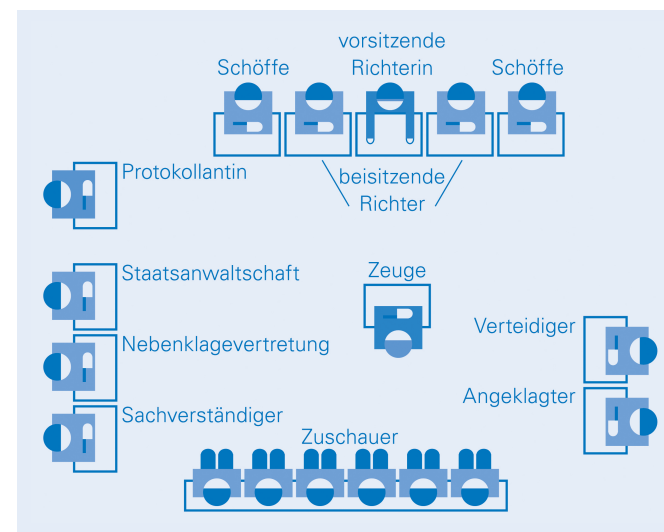 vorsitzende
Schöffe Richterin Schöffe
Protokollantin
beisitzende
Richter
Staatsanwaltschaft
Zeuge
Verteidiger
Nebenklagevertretung
Angeklagter
Sachverständiger
Zuschauer